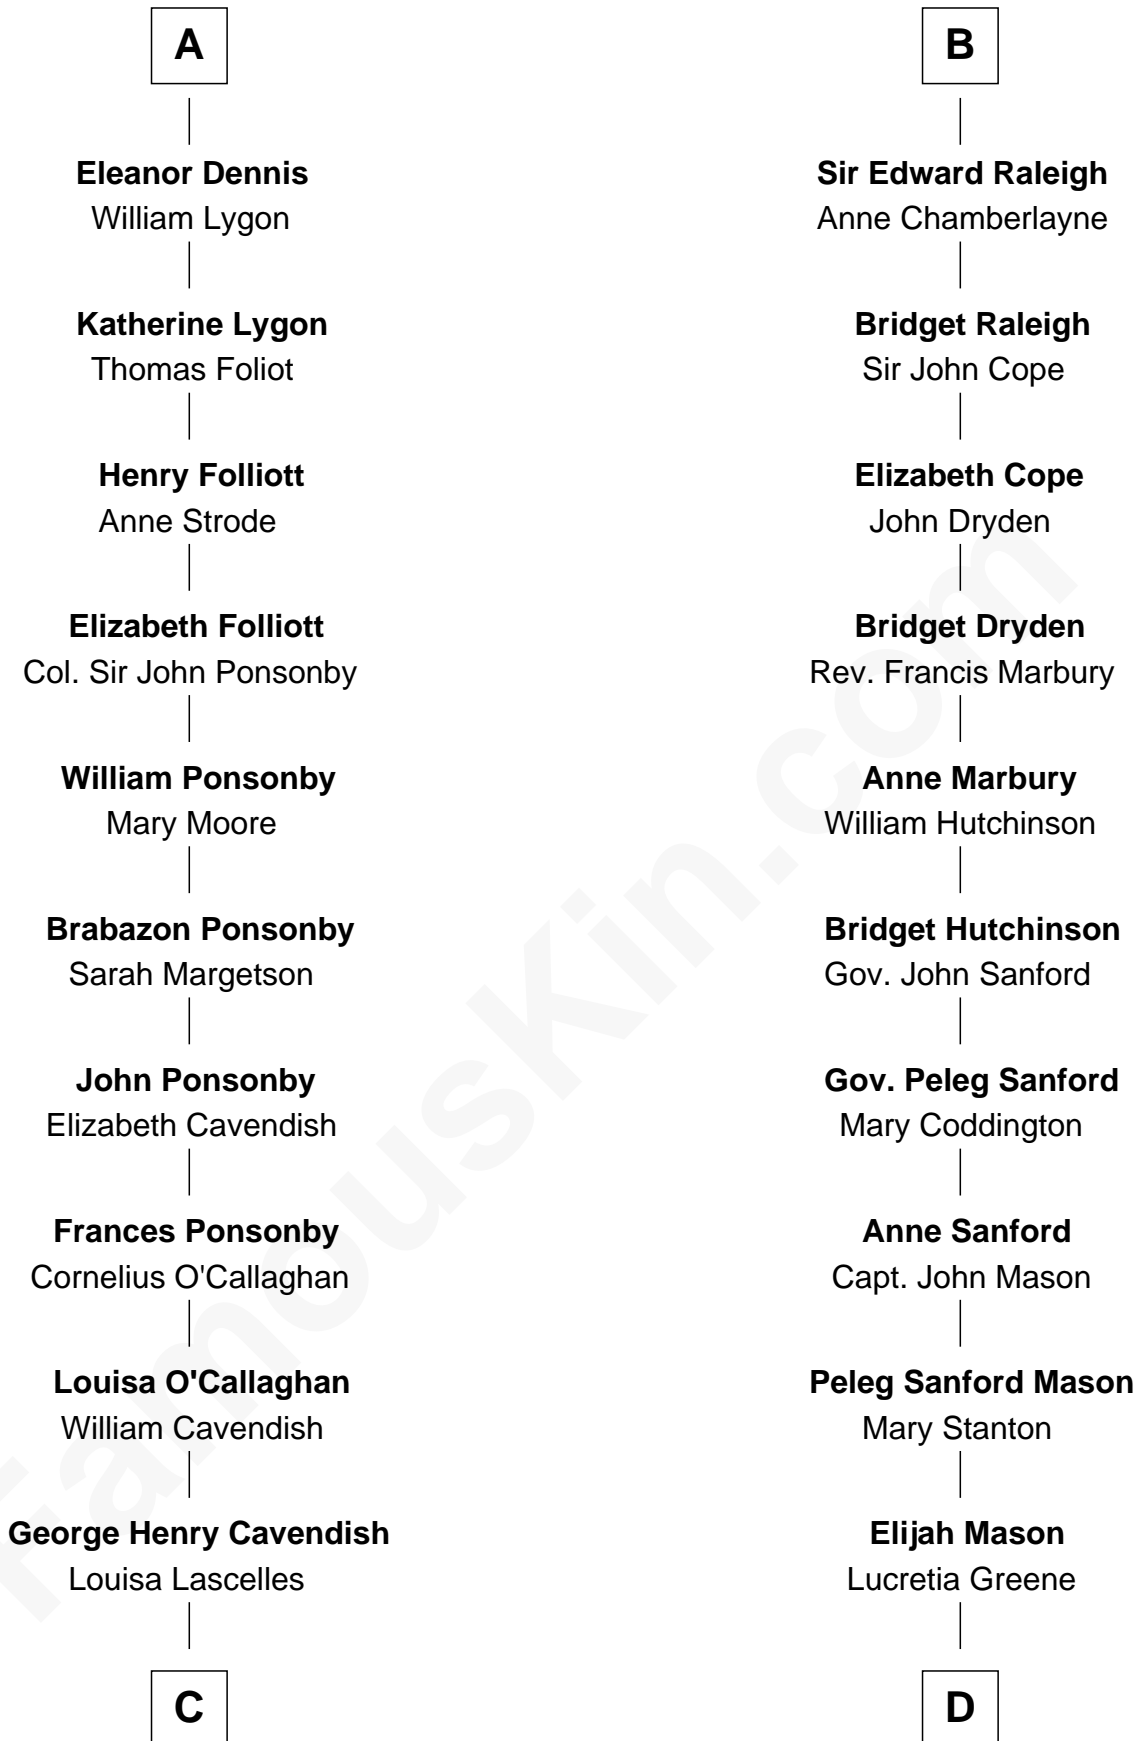 A
Eleanor Dennis
William Lygon
Katherine Lygon
Thomas Foliot
Henry Folliott
Anne Strode
Elizabeth Folliott
Col. Sir John Ponsonby
William Ponsonby
Mary Moore
Brabazon Ponsonby
Sarah Margetson
John Ponsonby
Elizabeth Cavendish
Frances Ponsonby
Cornelius O'Callaghan
Louisa O'Callaghan
William Cavendish
George Henry Cavendish
Louisa Lascelles
C
B
Sir Edward Raleigh
Anne Chamberlayne
Bridget Raleigh
Sir John Cope
Elizabeth Cope
John Dryden
Bridget Dryden
Rev. Francis Marbury
Anne Marbury
William Hutchinson
Bridget Hutchinson
Gov. John Sanford
Gov. Peleg Sanford
Mary Coddington
Anne Sanford
Capt. John Mason
Peleg Sanford Mason
Mary Stanton
Elijah Mason
Lucretia Greene
D
FamousKin.com